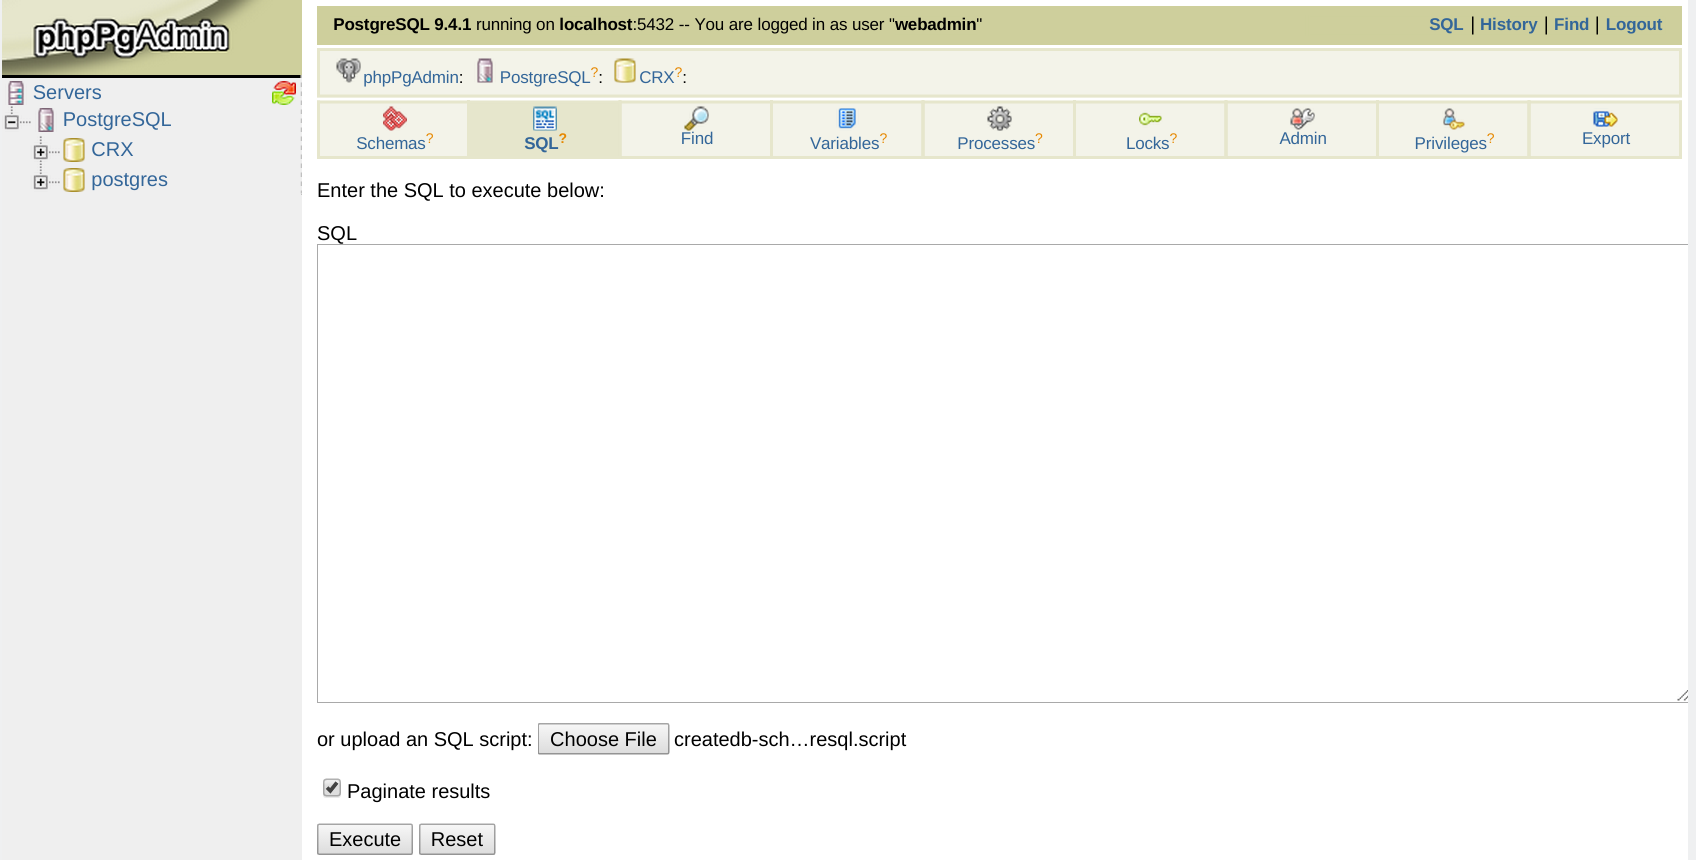 phpPgAdmin
Servers
PostgreSQL
CRX
postgres
PostgreSQL 9.4.1 running on localhost:5432 -- You are logged in as user "webadmin"
SQL | History | Find | Logout
phpPgAdmin: PostgreSQL?: CRX?:
Schemas? SQL? Find Variables? Processes? Locks? Admin Privileges? Export
Enter the SQL to execute below:
SQL
or upload an SQL script: Choose File createdb-sch…resql.script
Paginate results
Execute Reset